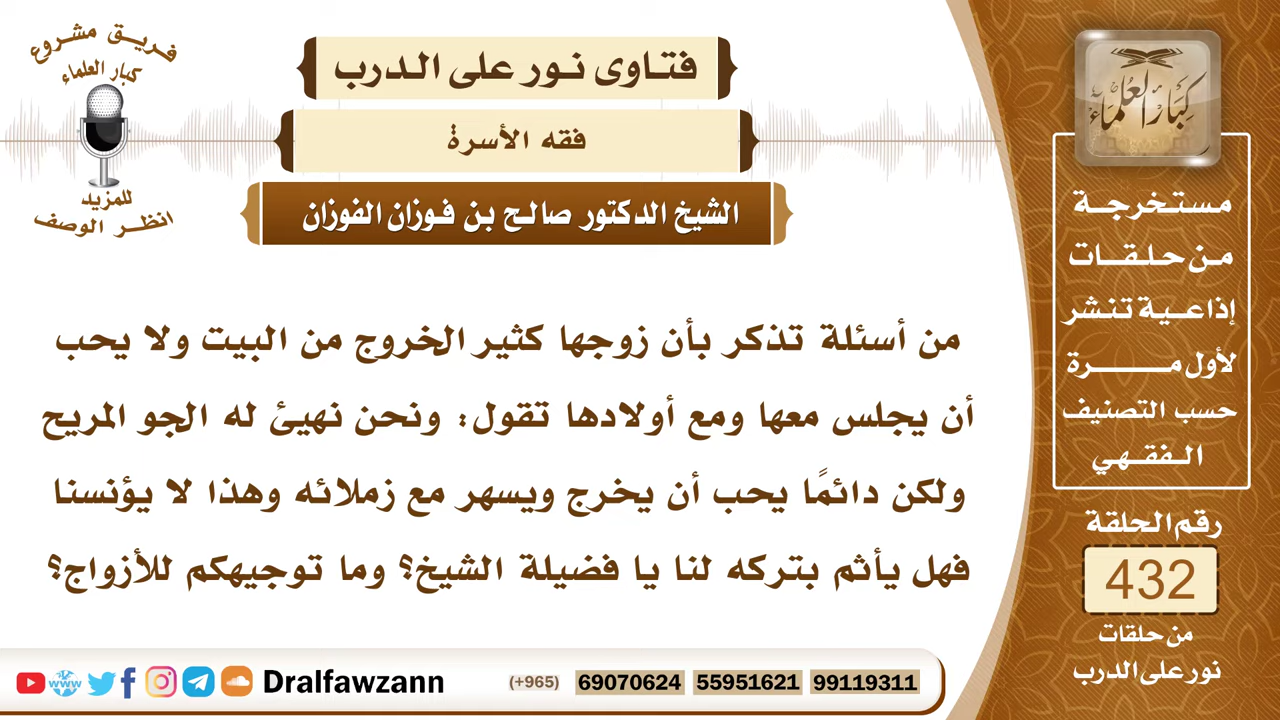 فريق مشروع
كبار العلماء
للمزيد
انظر الوصف
فتاوى نور على الدرب
فقه الأسرة
الشيخ الدكتور صالح بن فوزان الفوزان
من أسئلة تذكر بأن زوجها كثير الخروج من البيت ولا يحب
أن يجلس معها ومع أولادها تقول: ونحن نهيئ له الجو المريح
ولكن دائمًا يحب أن يخرج ويسهر مع زملائه وهذا لا يؤنسنا
فهل يأثم بتركه لنا يا فضيلة الشيخ؟ وما توجيهكم للأزواج؟
كبار العلماء
مستخرجة
من حلقات
إذاعية تنشر
لأول مرة
حسب التصنيف
الفقهي
رقم الحلقة
432
من حلقات
نور على الدرب
www
Dralfawzann (+965) 69070624 55951621 99119311